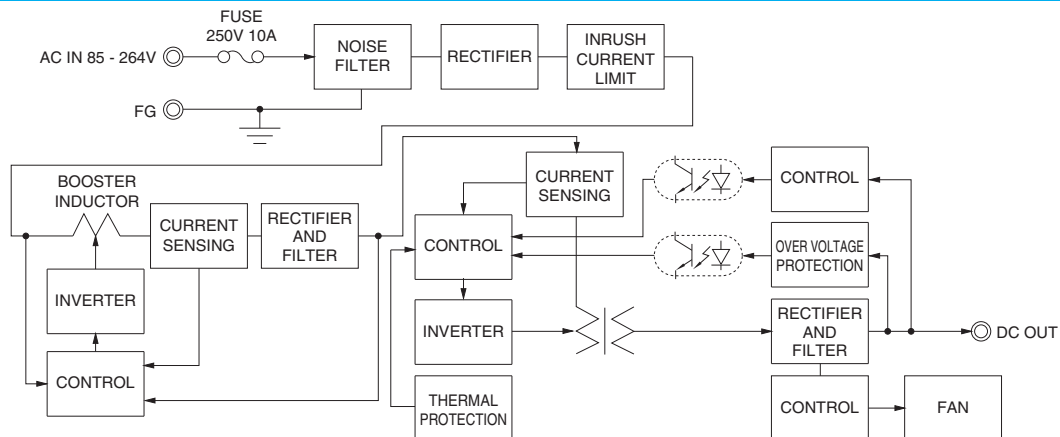 FUSE
250V 10A
AC IN 85 - 264V
NOISE
FILTER
RECTIFIER
INRUSH
CURRENT
LIMIT
FG
BOOSTER
INDUCTOR
CURRENT
SENSING
RECTIFIER
AND
FILTER
INVERTER
CONTROL
CURRENT
SENSING
CONTROL
INVERTER
THERMAL
PROTECTION
CONTROL
OVER VOLTAGE
PROTECTION
RECTIFIER
AND
FILTER
DC OUT
CONTROL
FAN